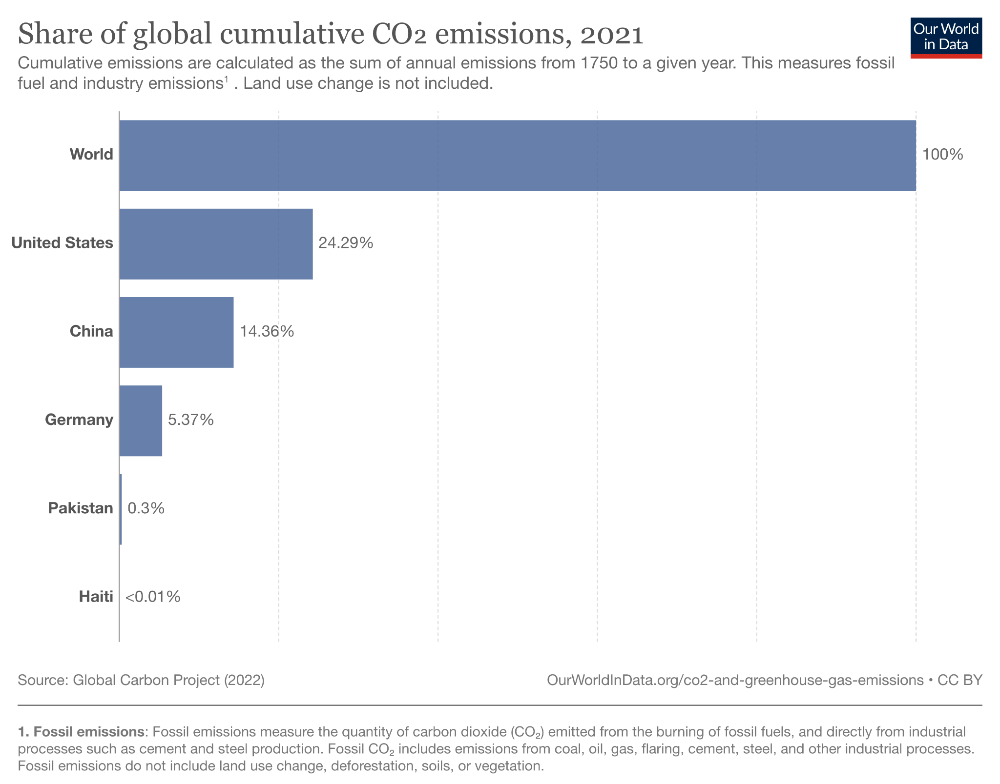 Share of global cumulative CO2 emissions, 2021
Our World
in Data
Cumulative emissions are calculated as the sum of annual emissions from 1750 to a given year. This measures fossil
fuel and industry emissions¹ . Land use change is not included.
World
100%
United States
24.29%
China
14.36%
Germany
5.37%
Pakistan
0.3%
Haiti
<0.01%
Source: Global Carbon Project (2022)
OurWorldInData.org/co2-and-greenhouse-gas-emissions • CC BY
1. Fossil emissions: Fossil emissions measure the quantity of carbon dioxide (CO₂) emitted from the burning of fossil fuels, and directly from industrial
processes such as cement and steel production. Fossil CO₂ includes emissions from coal, oil, gas, flaring, cement, steel, and other industrial processes.
Fossil emissions do not include land use change, deforestation, soils, or vegetation.